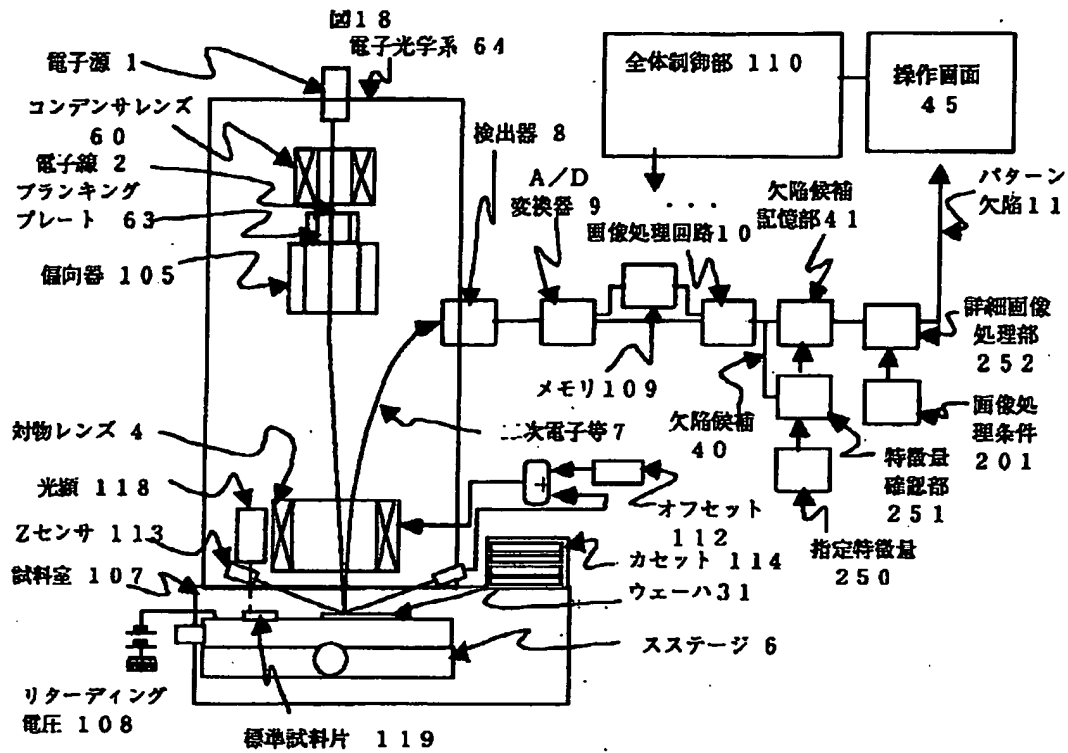 図18
電子光学系 64
電子源 1
コンデンサレンズ
60
電子線 2
ブランキング
プレート 63
偏向器 105
検出器 8
A/D
変換器 9
全体制御部 110
操作画面
45
...
画像処理回路10
欠陥候補
記憶部41
パターン
欠陥11
メモリ109
詳細画像
処理部
252
画像処
理条件
201
欠陥候補
40
特徴量
確認部
251
指定特徴量
250
二次電子等7
対物レンズ 4
光顕 118
Zセンサ 113
試料室 107
+
オフセット
112
カセット 114
ウェーハ31
スステージ 6
リターディング
電圧 108
標準試料片 119